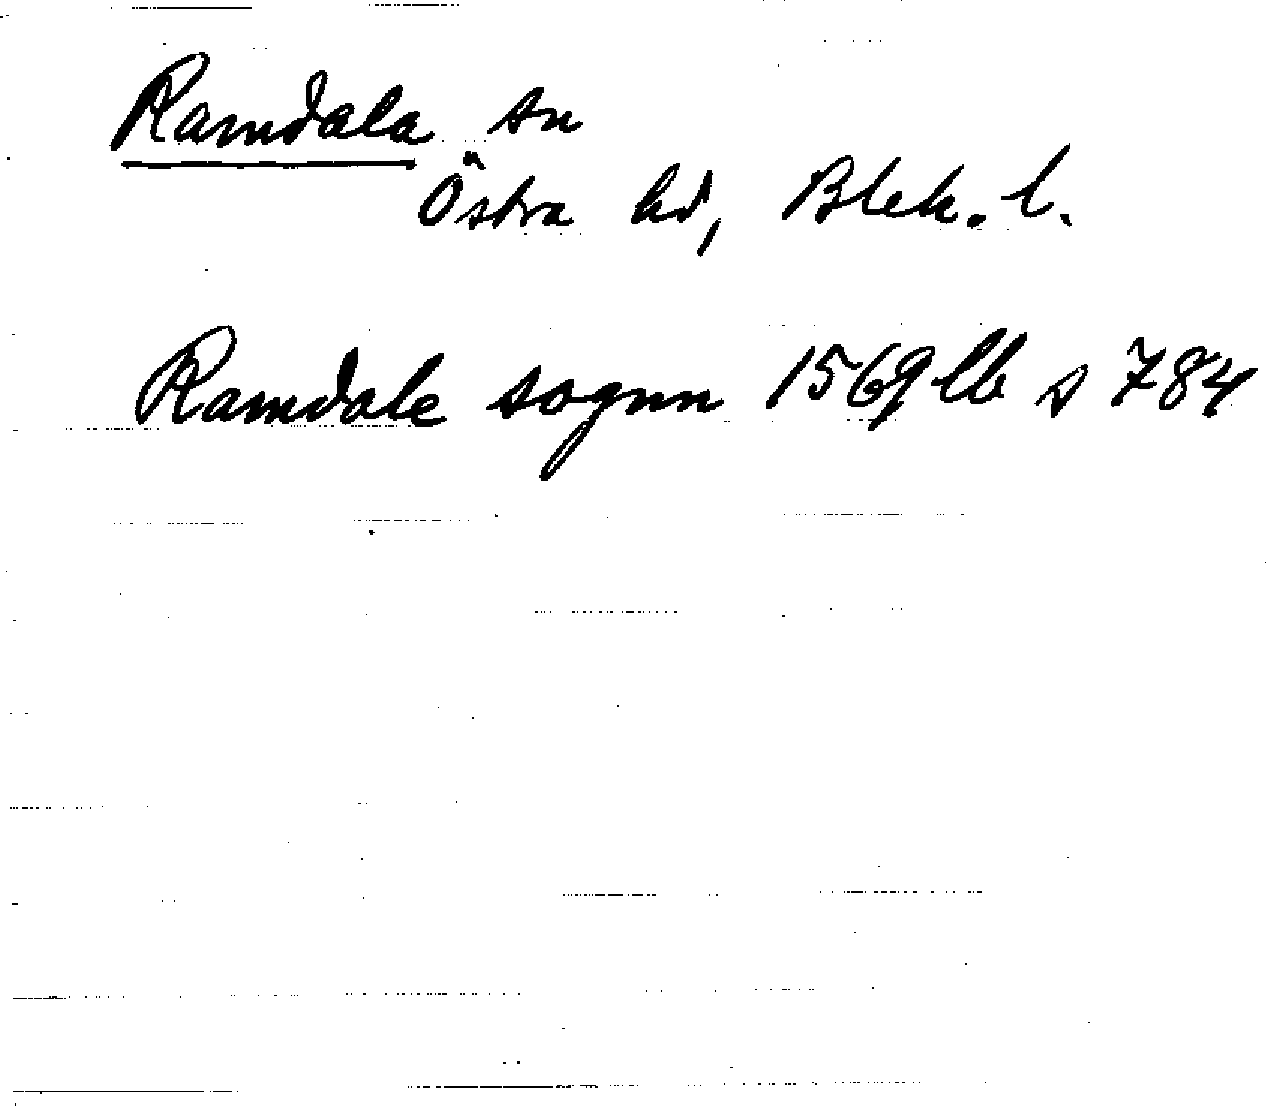 Ramdala sn
Östra hd, Blek. l.
Ramdale sognn 1569 lb s 784